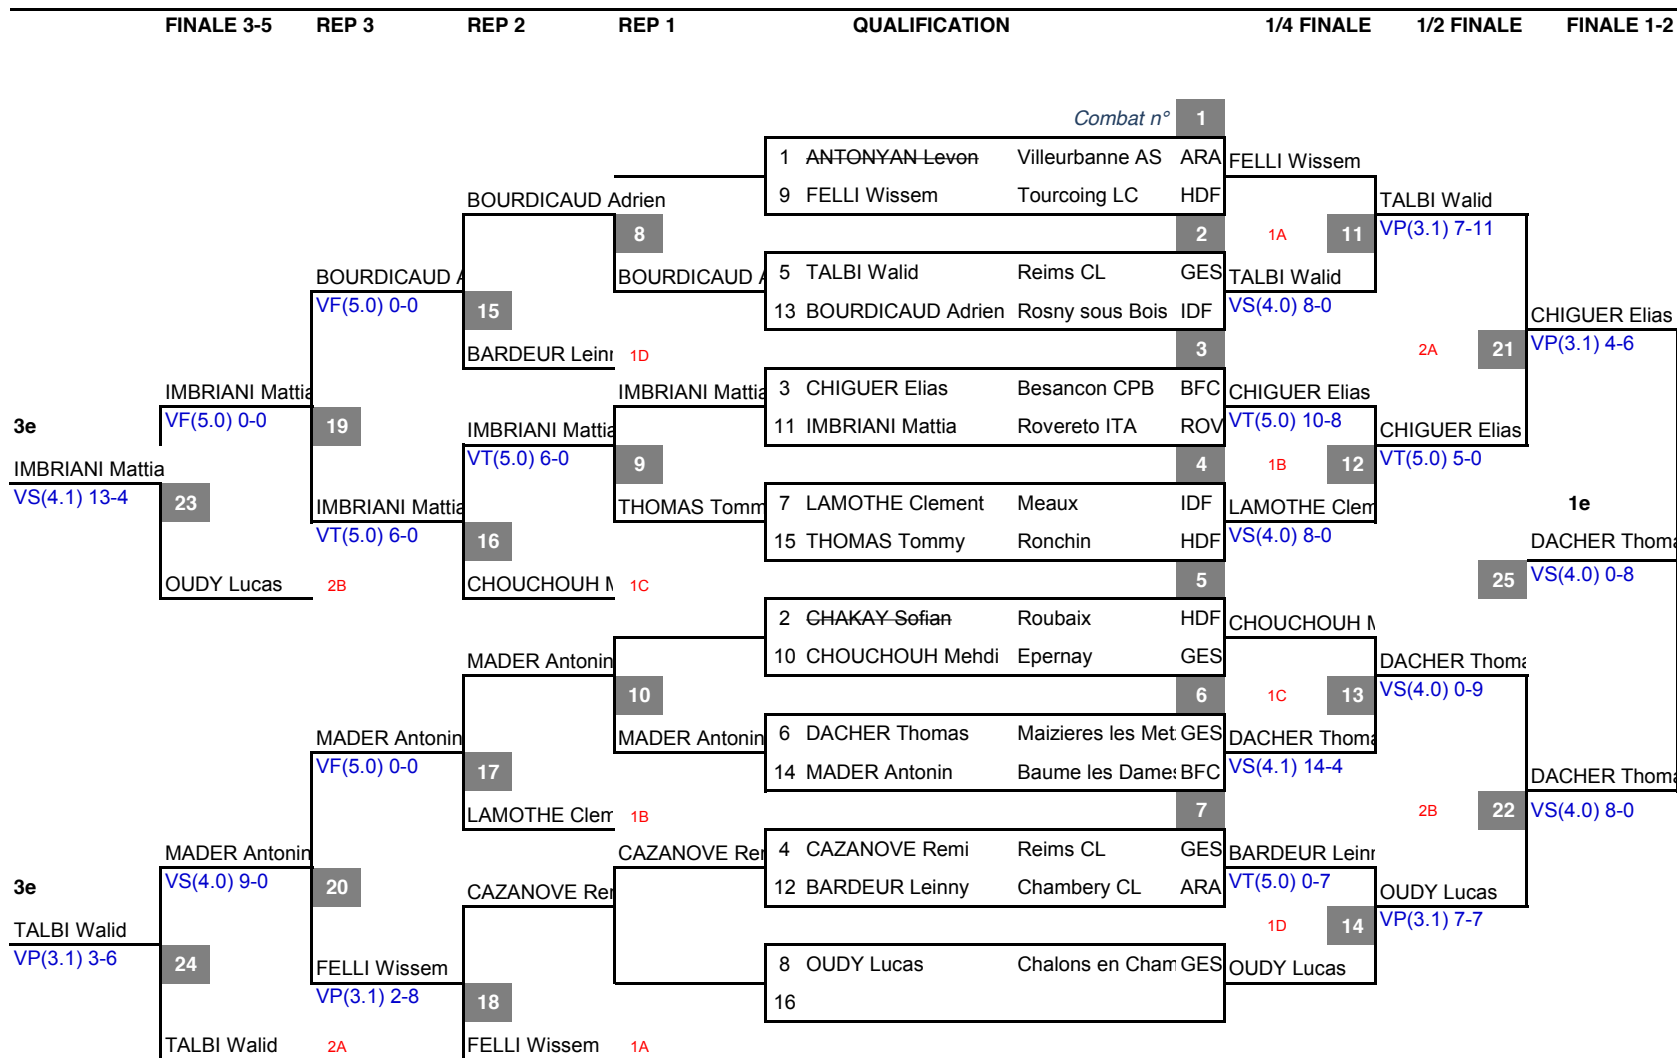 FINALE 3-5 REP 3 REP 2 REP 1 QUALIFICATION 1/4 FINALE 1/2 FINALE FINALE 1-2
Combat n° 1
1 ANTONYAN Levon Villeurbanne AS ARA FELLI Wissem
BOURDICAUD Adrien 9 FELLI Wissem Tourcoing LC HDF TALBI Walid
8 2 1A 11 VP(3.1) 7-11
BOURDICAUD A BOURDICAUD A 5 TALBI Walid Reims CL GES TALBI Walid
VF(5.0) 0-0 15 13 BOURDICAUD Adrien Rosny sous Bois IDF VS(4.0) 8-0 CHIGUER Elias
BARDEUR Leinn 1D 3 2A 21 VP(3.1) 4-6
IMBRIANI Mattia IMBRIANI Mattia 3 CHIGUER Elias Besancon CPB BFC CHIGUER Elias
3e VF(5.0) 0-0 19 IMBRIANI Mattia 11 IMBRIANI Mattia Rovereto ITA ROV VT(5.0) 10-8 CHIGUER Elias
IMBRIANI Mattia VT(5.0) 6-0 9 4 1B 12 VT(5.0) 5-0
VS(4.1) 13-4 23 IMBRIANI Mattia THOMAS Tomm 7 LAMOTHE Clement Meaux IDF LAMOTHE Clem 1e
VT(5.0) 6-0 16 15 THOMAS Tommy Ronchin HDF VS(4.0) 8-0 DACHER Thoma
OUDY Lucas 2B CHOUCHOUH M 1C 5 25 VS(4.0) 0-8
2 CHAKAY Sofian Roubaix HDF CHOUCHOUH M
MADER Antonin 10 CHOUCHOUH Mehdi Epernay GES DACHER Thoma
10 6 1C 13 VS(4.0) 0-9
MADER Antonin MADER Antonin 6 DACHER Thomas Maizieres les Met GES DACHER Thoma
VF(5.0) 0-0 17 14 MADER Antonin Baume les Dames BFC VS(4.1) 14-4 DACHER Thoma
LAMOTHE Clem 1B 7 2B 22 VS(4.0) 8-0
MADER Antonin CAZANOVE Rem 4 CAZANOVE Remi Reims CL GES BARDEUR Leinn
3e VS(4.0) 9-0 20 CAZANOVE Rem 12 BARDEUR Leinny Chambery CL ARA VT(5.0) 0-7 OUDY Lucas
TALBI Walid 1D 14 VP(3.1) 7-7
VP(3.1) 3-6 24 FELLI Wissem 8 OUDY Lucas Chalons en Cham GES OUDY Lucas
VP(3.1) 2-8 18 16
TALBI Walid 2A FELLI Wissem 1A